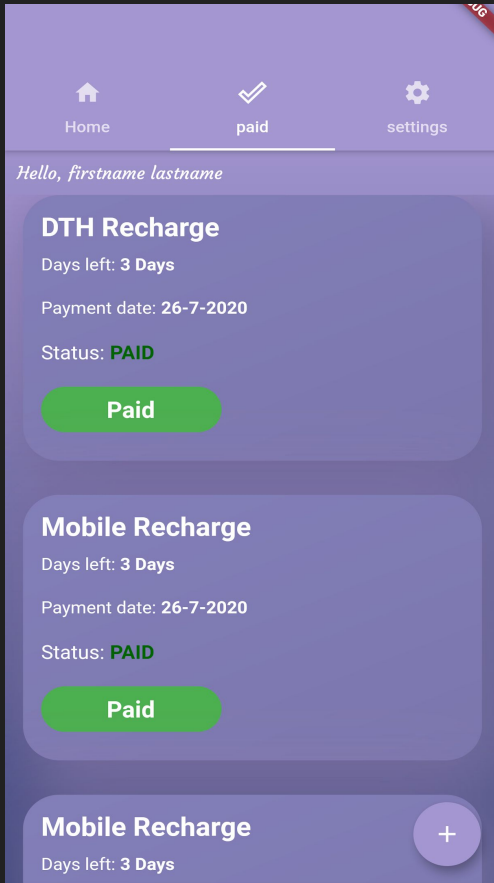 UG
Home
paid
settings
Hello, firstname lastname
DTH Recharge
Days left: 3 Days
Payment date: 26-7-2020
Status: PAID
Paid
Mobile Recharge
Days left: 3 Days
Payment date: 26-7-2020
Status: PAID
Paid
Mobile Recharge
Days left: 3 Days
+